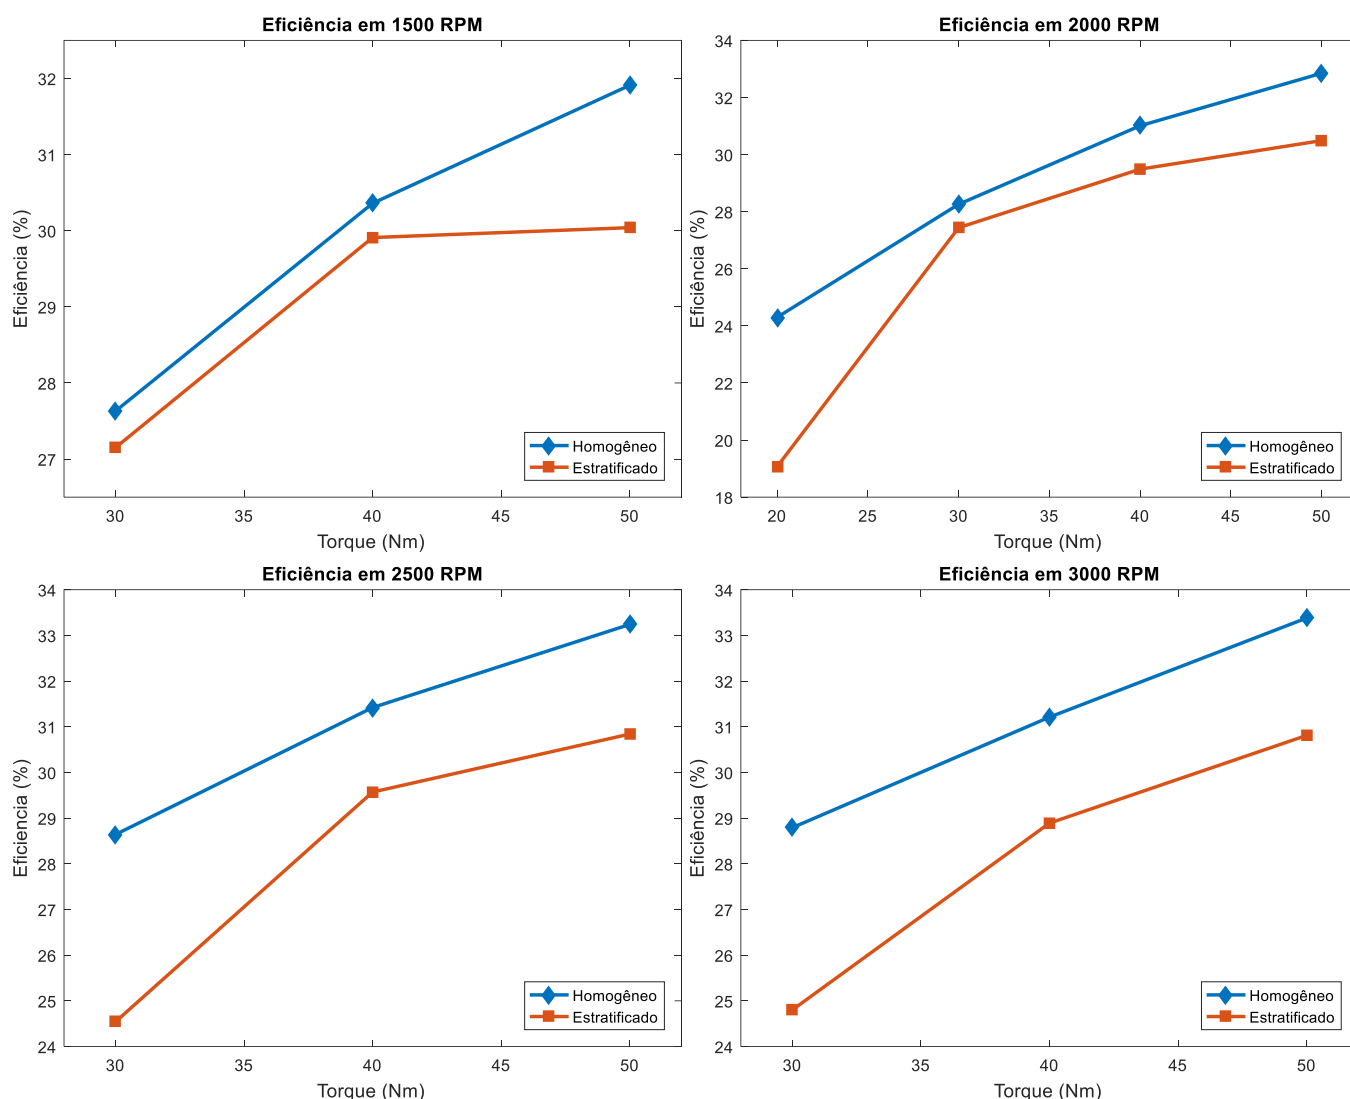 Eficiência em 1500 RPM
32
31
30
29
28
27
Eficiência (%)
30 35 40 45 50
Torque (Nm)
Homogêneo
Estratificado
Eficiência em 2000 RPM
34
32
30
28
26
24
22
20
18
Eficiência (%)
20 25 30 35 40 45 50
Torque (Nm)
Homogêneo
Estratificado
Eficiência em 2500 RPM
34
33
32
31
30
29
28
27
26
25
24
Eficiencia (%)
30 35 40 45 50
Torque (Nm)
Homogêneo
Estratificado
Eficiência em 3000 RPM
34
33
32
31
30
29
28
27
26
25
24
Eficiência (%)
30 35 40 45 50
Torque (Nm)
Homogêneo
Estratificado